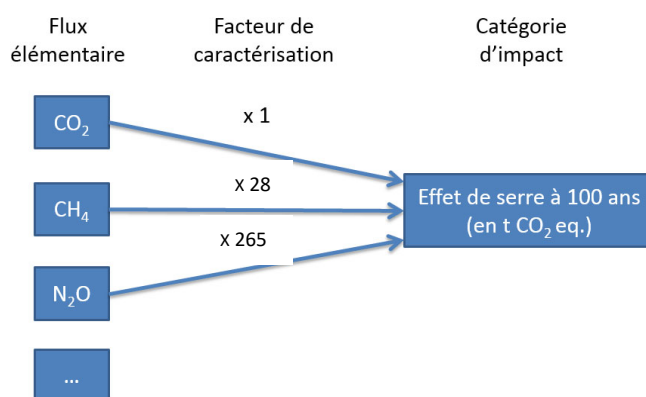 Flux
élémentaire
Facteur de
caractérisation
Catégorie
d'impact
CO₂
x 1
CH₄
x 28
Effet de serre à 100 ans
(en t CO₂ eq.)
x 265
N₂O
...